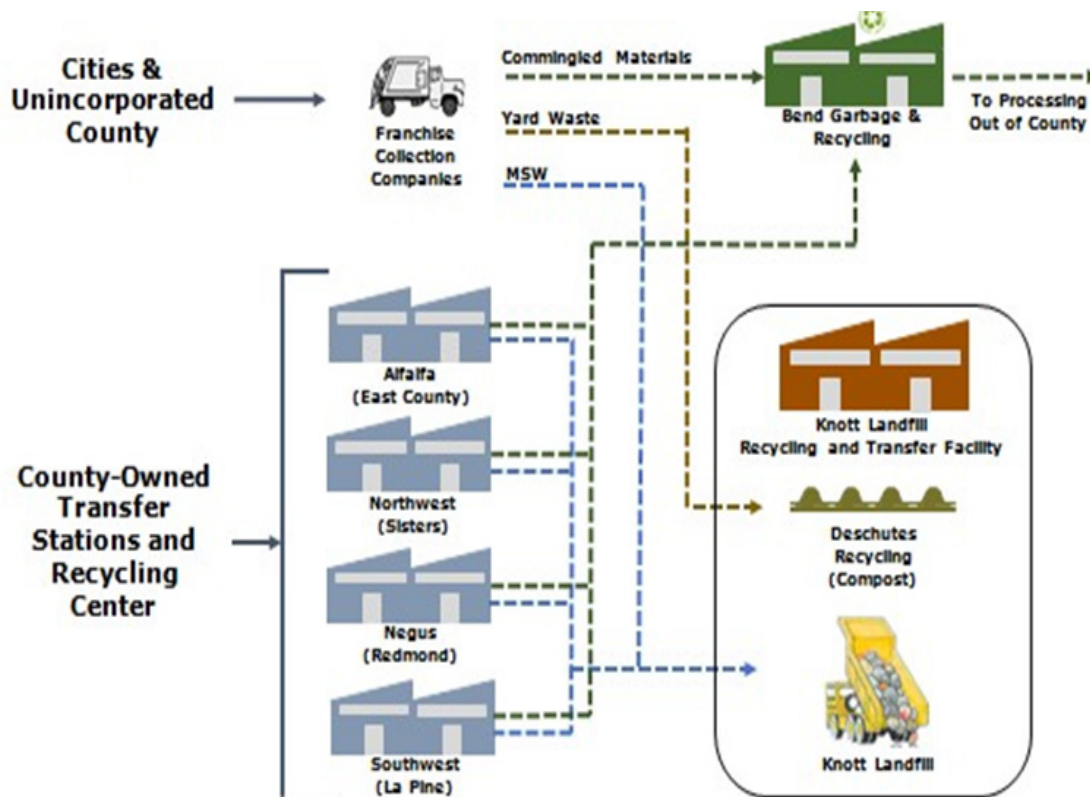 Cities &
Unincorporated
County
Franchise
Collection
Companies
Commingled Materials
Yard Waste
MSW
Bend Garbage &
Recycling
To Processing
Out of County
County-Owned
Transfer
Stations and
Recycling
Center
Alfalfa
(East County)
Northwest
(Sisters)
Negus
(Redmond)
Southwest
(La Pine)
Knott Landfill
Recycling and Transfer Facility
Deschutes
Recycling
(Compost)
Knott Landfill